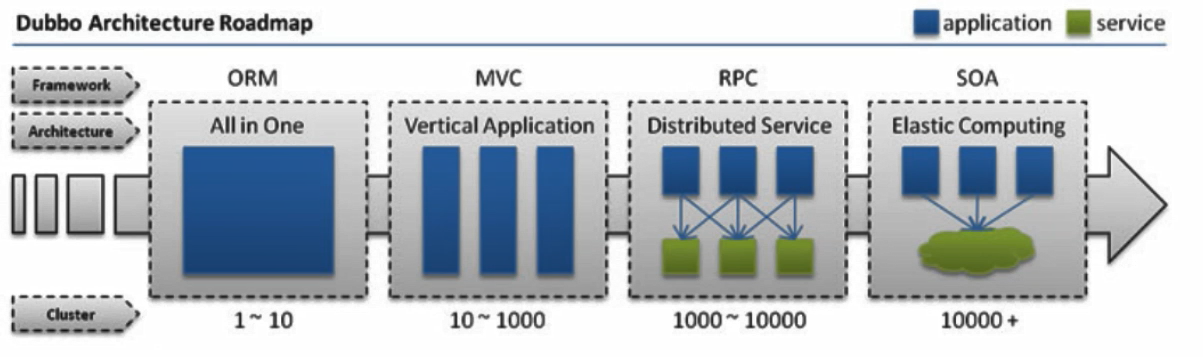 Dubbo Architecture Roadmap
application
service
Framework
ORM
MVC
RPC
SOA
Architecture
All in One
Vertical Application
Distributed Service
Elastic Computing
Cluster
1 ~ 10
10 ~ 1000
1000 ~ 10000
10000 +